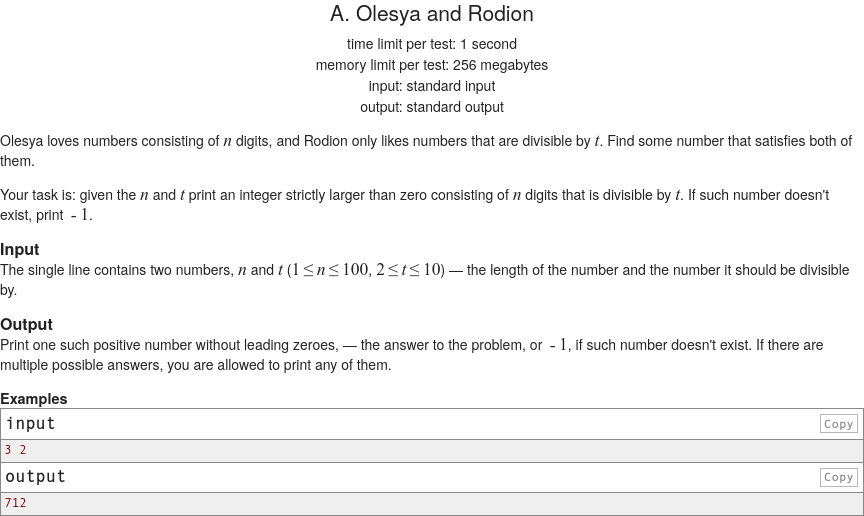 A. Olesya and Rodion
time limit per test: 1 second
memory limit per test: 256 megabytes
input: standard input
output: standard output
Olesya loves numbers consisting of n digits, and Rodion only likes numbers that are divisible by t. Find some number that satisfies both of
them.
Your task is: given the n and t print an integer strictly larger than zero consisting of n digits that is divisible by t. If such number doesn't
exist, print  - 1.
Input
The single line contains two numbers, n and t (1 ≤ n ≤ 100, 2 ≤ t ≤ 10) — the length of the number and the number it should be divisible
by.
Output
Print one such positive number without leading zeroes, — the answer to the problem, or  - 1, if such number doesn't exist. If there are
multiple possible answers, you are allowed to print any of them.
Examples
input Copy
3 2
output Copy
712